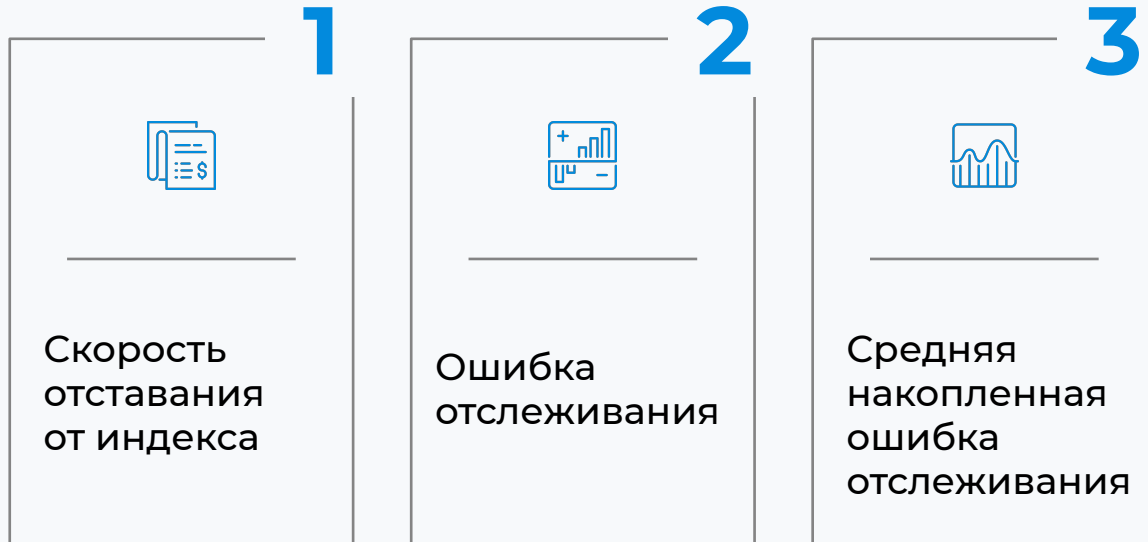 1
Скорость
отставания
от индекса
2
Ошибка
отслеживания
3
Средняя
накопленная
ошибка
отслеживания